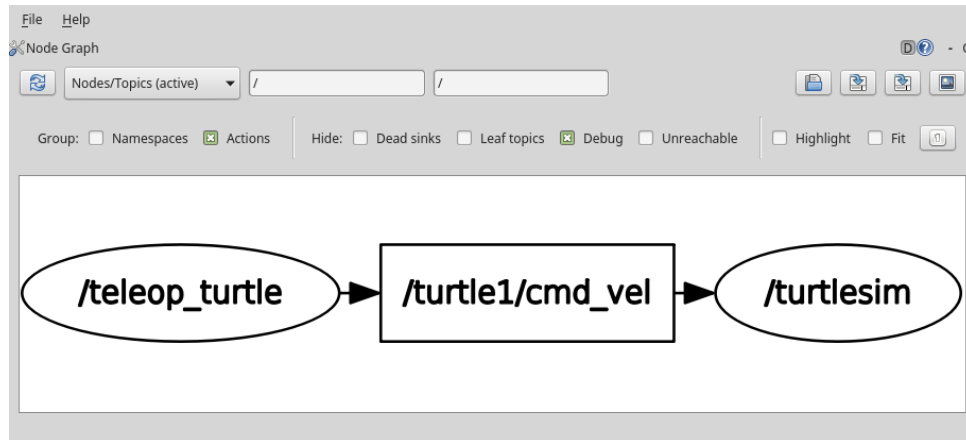 File Help
Node Graph D ? -
Nodes/Topics (active) / /
Group: Namespaces Actions Hide: Dead sinks Leaf topics Debug Unreachable Highlight Fit
/teleop_turtle /turtle1/cmd_vel /turtlesim